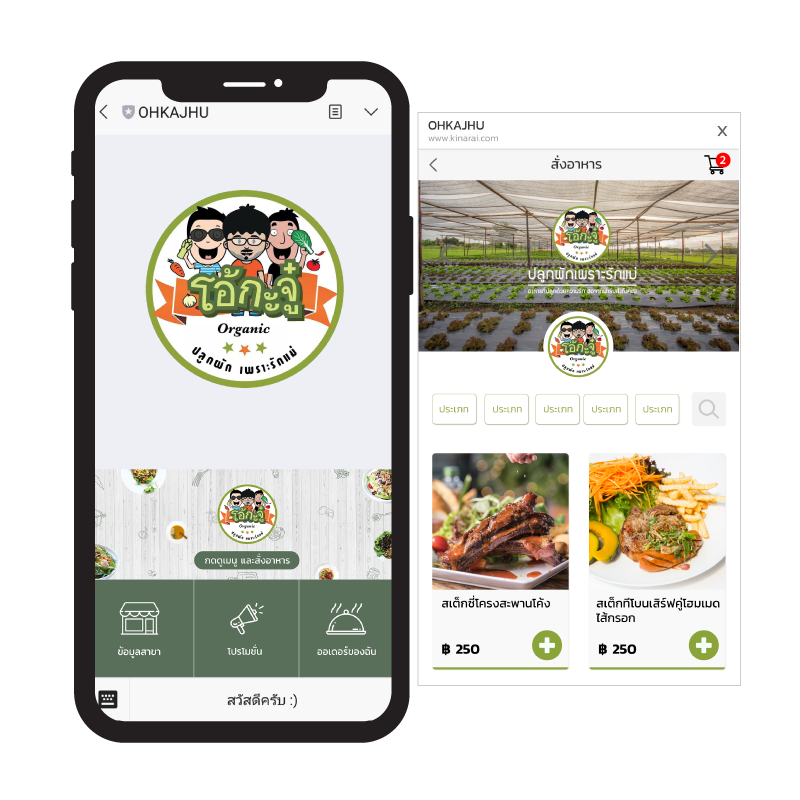 OHKAJHU
โอ้กะจู๋
Organic
ปลูกผัก เพราะรักแม่
โอ้กะจู๋
Organic
กดดูเมนู และสั่งอาหาร
ข้อมูลสาขา
โปรโมชั่น
ออเดอร์ของฉัน
สวัสดีครับ :)
OHKAJHU
www.kinarai.com
X
สั่งอาหาร
2
โอ้กะจู๋
Organic
ปลูกผักเพราะรักแม่
โอ้กะจู๋
Organic
ปลูกผัก เพราะรักแม่
ประเภท
ประเภท
ประเภท
ประเภท
ประเภท
สเต็กซี่โครงสะพานโค้ง
฿ 250
สเต็กทีโบนเสิร์ฟคู่โฮมเมด
ไส้กรอก
฿ 250